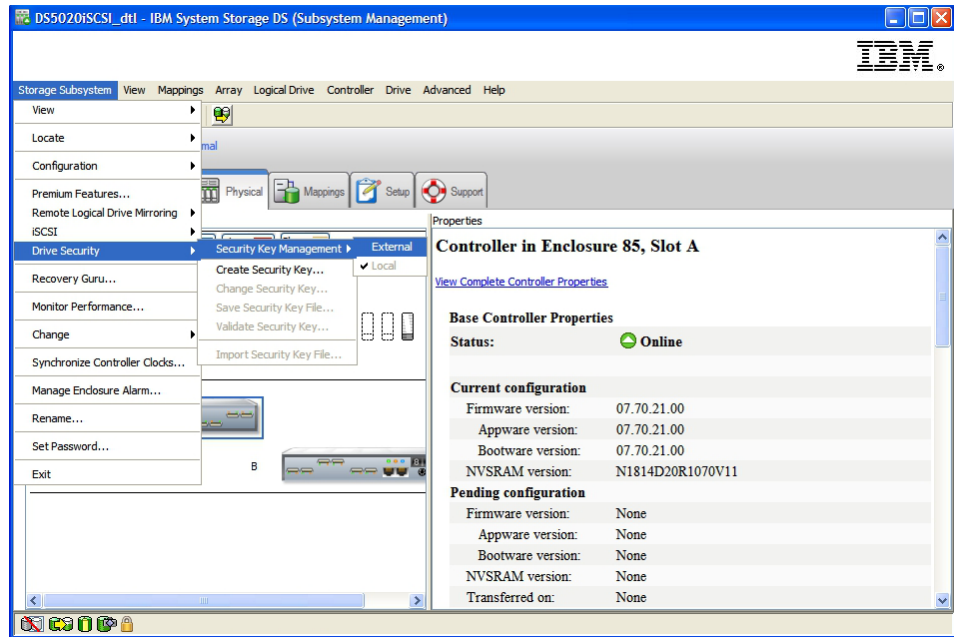 DS5020iSCSI_dtl - IBM System Storage DS (Subsystem Management)
IBM®
Storage Subsystem View Mappings Array Logical Drive Controller Drive Advanced Help
View
Locate
Configuration
Premium Features...
Remote Logical Drive Mirroring
iSCSI
Drive Security
Recovery Guru...
Monitor Performance...
Change
Synchronize Controller Clocks...
Manage Enclosure Alarm...
Rename...
Set Password...
Exit
Security Key Management
Create Security Key...
Change Security Key...
Save Security Key File...
Validate Security Key...
Import Security Key File...
External
Local
Physical Mappings Setup Support
B
Properties
Controller in Enclosure 85, Slot A
View Complete Controller Properties
Base Controller Properties
Status: Online
Current configuration
Firmware version: 07.70.21.00
Appware version: 07.70.21.00
Bootware version: 07.70.21.00
NVSRAM version: N1814D20R1070V11
Pending configuration
Firmware version: None
Appware version: None
Bootware version: None
NVSRAM version: None
Transferred on: None